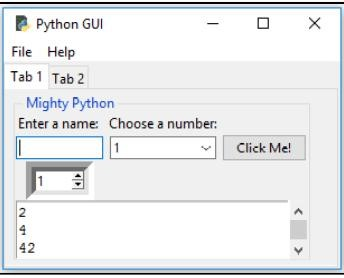 Python GUI
File Help
Tab 1 Tab 2
Mighty Python
Enter a name: Choose a number:
1 Click Me!
1
2
4
42